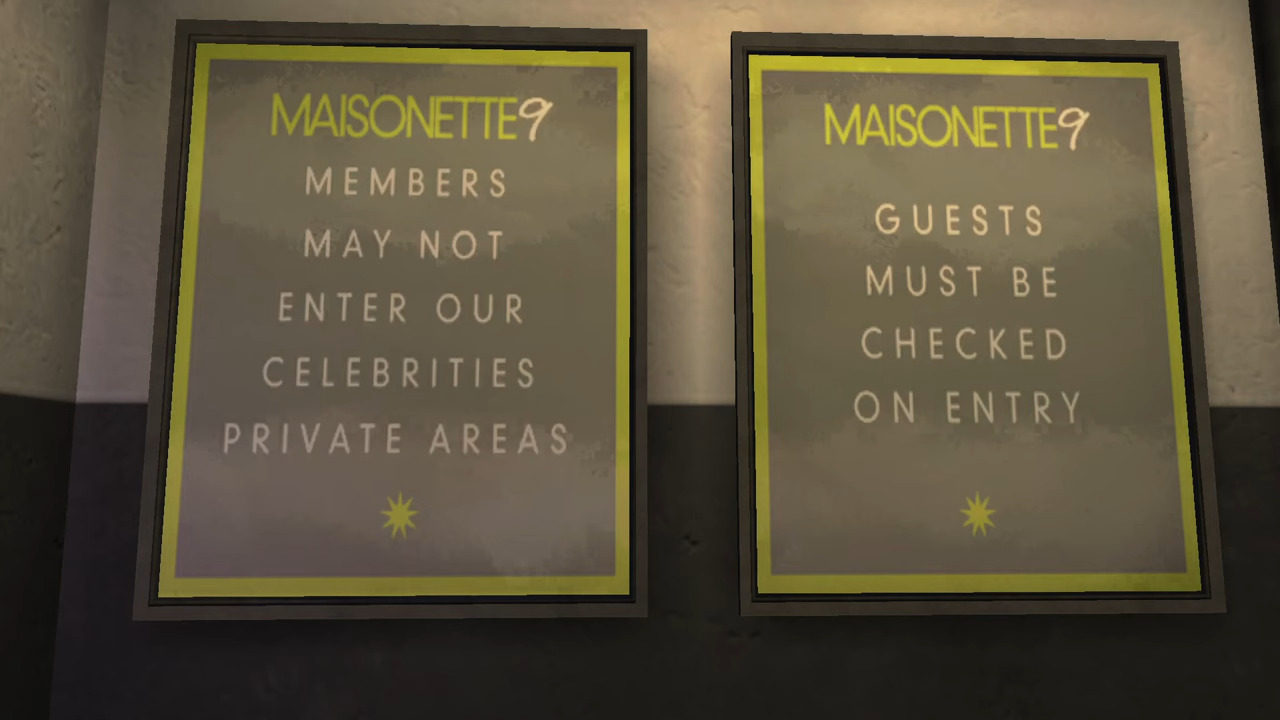 MAISONETTE9
MEMBERS
MAY NOT
ENTER OUR
CELEBRITIES
PRIVATE AREAS
MAISONETTE9
GUESTS
MUST BE
CHECKED
ON ENTRY